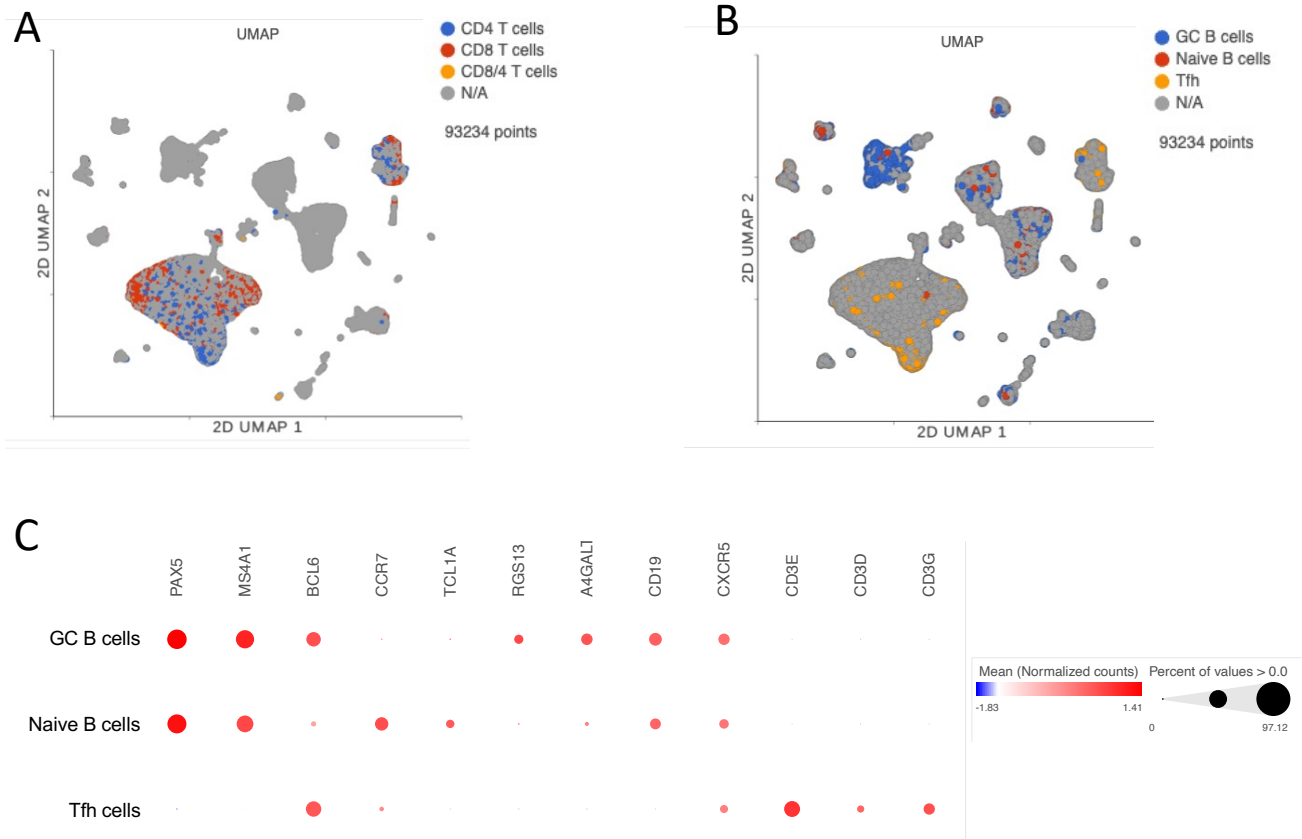 A
UMAP
CD4 T cells
CD8 T cells
CD8/4 T cells
N/A
93234 points
2D UMAP 2
2D UMAP 1
B
UMAP
GC B cells
Naive B cells
Tfh
N/A
93234 points
2D UMAP 2
2D UMAP 1
C
PAX5
MS4A1
BCL6
CCR7
TCL1A
RGS13
A4GALT
CD19
CXCR5
CD3E
CD3D
CD3G
GC B cells
Naive B cells
Tfh cells
Mean (Normalized counts)
-1.83
1.41
Percent of values > 0.0
0
97.12